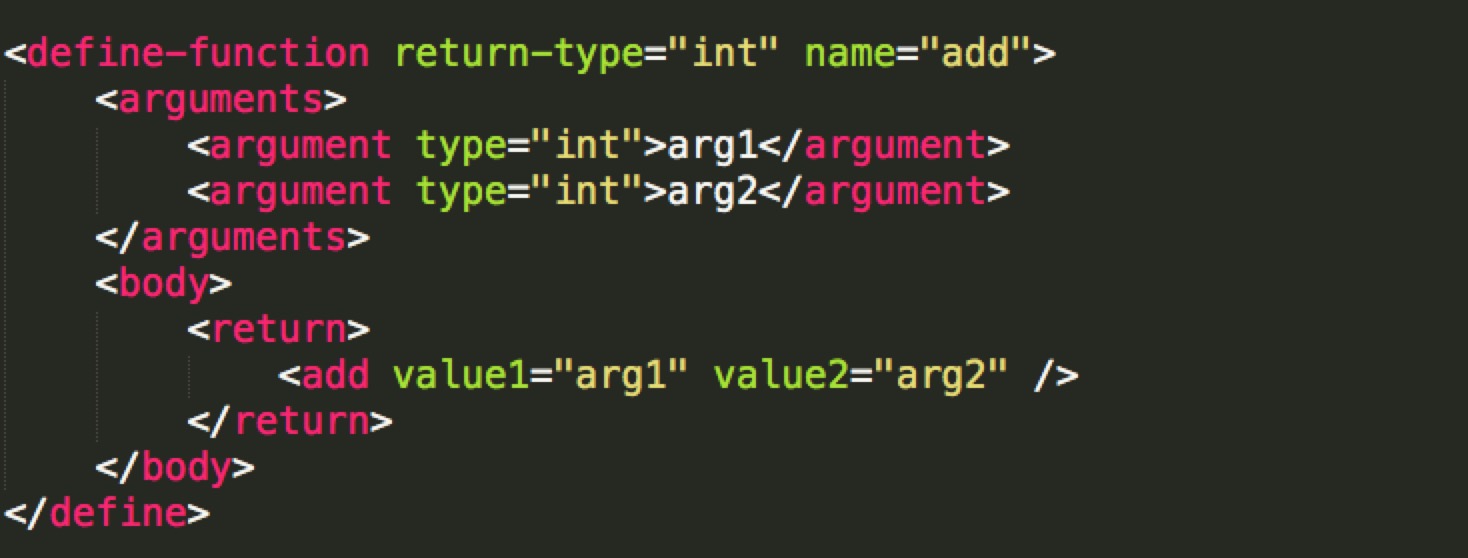 <define-function return-type="int" name="add">
    <arguments>
        <argument type="int">arg1</argument>
        <argument type="int">arg2</argument>
    </arguments>
    <body>
        <return>
            <add value1="arg1" value2="arg2" />
        </return>
    </body>
</define>